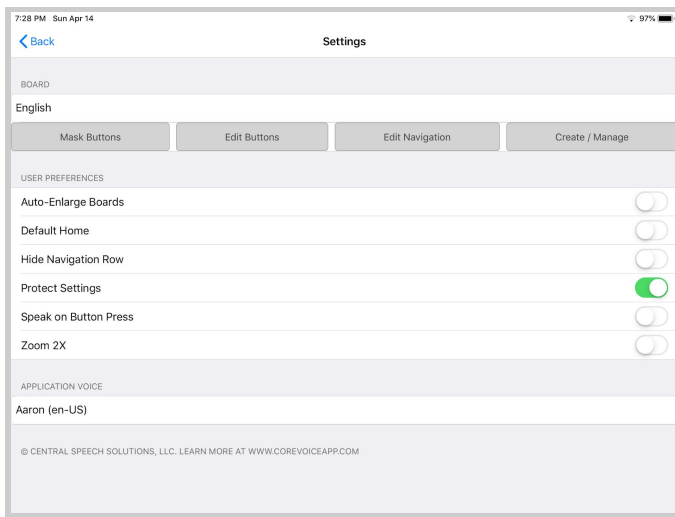 7:28 PM Sun Apr 14 97%
Back Settings
BOARD
English
Mask Buttons Edit Buttons Edit Navigation Create / Manage
USER PREFERENCES
Auto-Enlarge Boards
Default Home
Hide Navigation Row
Protect Settings
Speak on Button Press
Zoom 2X
APPLICATION VOICE
Aaron (en-US)
© CENTRAL SPEECH SOLUTIONS, LLC. LEARN MORE AT WWW.COREVOICEAPP.COM